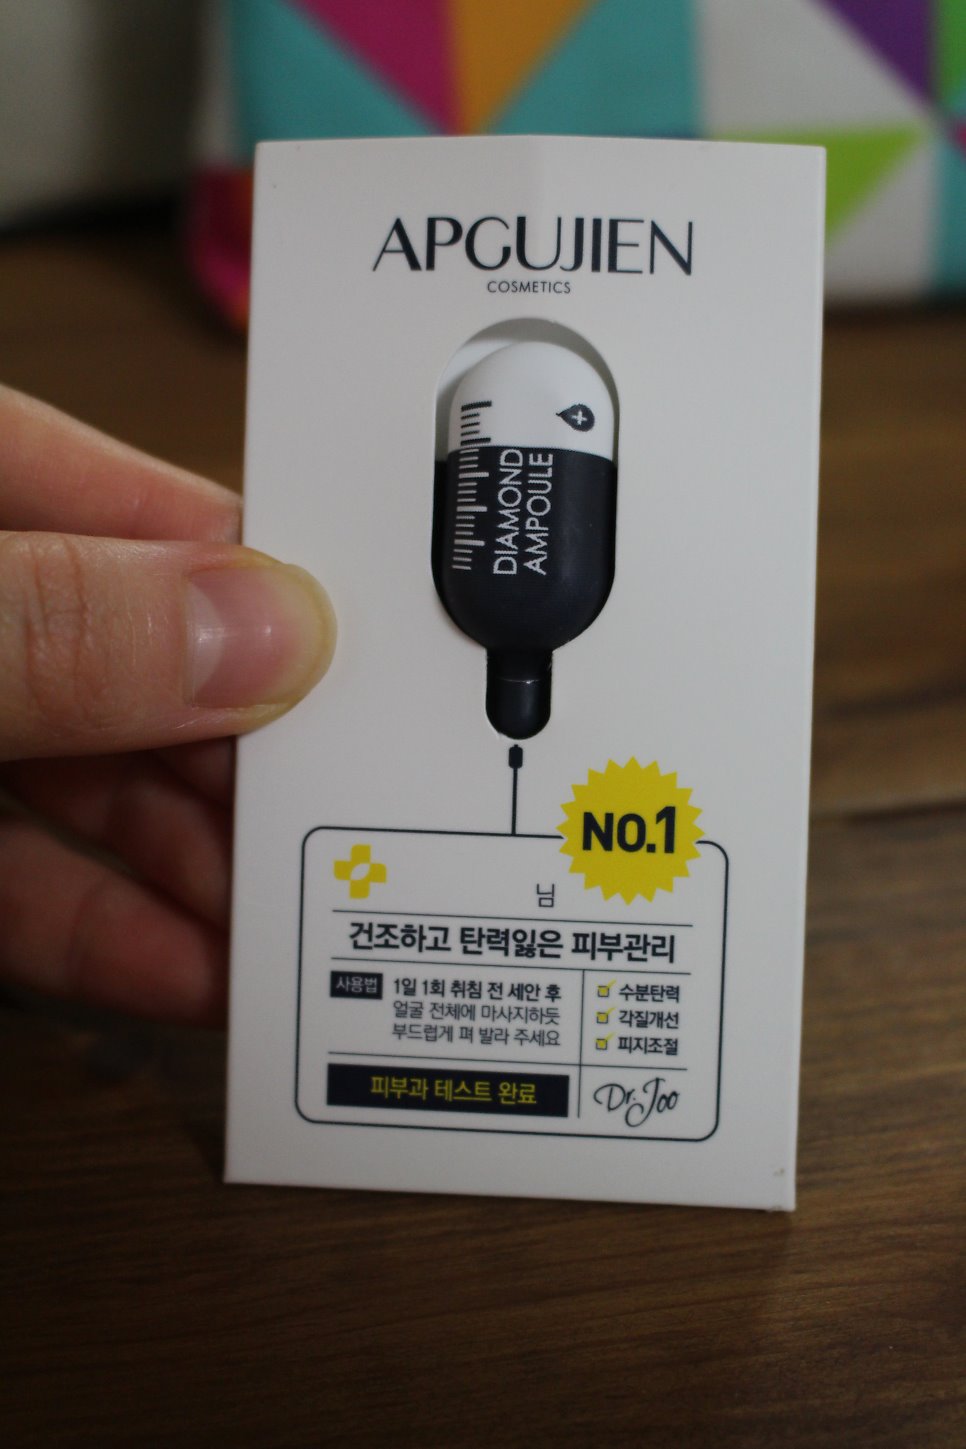 APGUJIEN
COSMETICS
DIAMOND
AMPOULE
NO.1
님
건조하고 탄력잃은 피부관리
사용법
1일 1회 취침 전 세안 후
얼굴 전체에 마사지하듯
부드럽게 펴 발라 주세요
수분탄력
각질개선
피지조절
피부과 테스트 완료
Dr.Joo